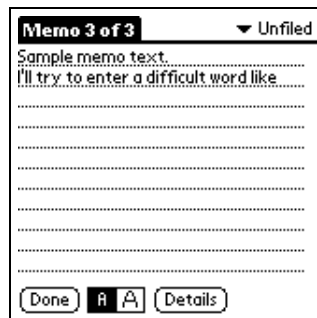 Memo 3 of 3
Unfiled
Sample memo text.
I'll try to enter a difficult word like
Done A A Details